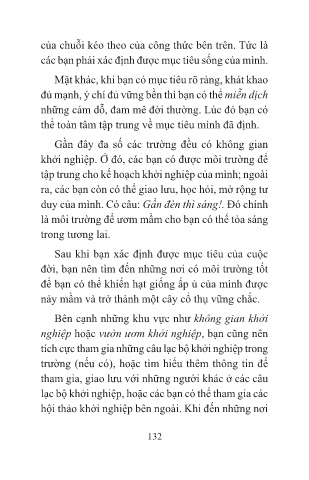 của chuỗi kéo theo của công thức bên trên. Tức là
các bạn phải xác định được mục tiêu sống của mình.
Mặt khác, khi bạn có mục tiêu rõ ràng, khát khao
đủ mạnh, ý chí đủ vững bền thì bạn có thể miễn dịch
những cám dỗ, đam mê đời thường. Lúc đó bạn có
thể toàn tâm tập trung về mục tiêu mình đã định.
Gần đây đa số các trường đều có không gian
khởi nghiệp. Ở đó, các bạn có được môi trường để
tập trung cho kế hoạch khởi nghiệp của mình; ngoài
ra, các bạn còn có thể giao lưu, học hỏi, mở rộng tư
duy của mình. Có câu: Gần đèn thì sáng!. Đó chính
là môi trường để ươm mầm cho bạn có thể tỏa sáng
trong tương lai.
Sau khi bạn xác định được mục tiêu của cuộc
đời, bạn nên tìm đến những nơi có môi trường tốt
để bạn có thể khiến hạt giống ấp ủ của mình được
nảy mầm và trở thành một cây cổ thụ vững chắc.
Bên cạnh những khu vực như không gian khởi
nghiệp hoặc vườn ươm khởi nghiệp, bạn cũng nên
tích cực tham gia những câu lạc bộ khởi nghiệp trong
trường (nếu có), hoặc tìm hiểu thêm thông tin để
tham gia, giao lưu với những người khác ở các câu
lạc bộ khởi nghiệp, hoặc các bạn có thể tham gia các
hội thảo khởi nghiệp bên ngoài. Khi đến những nơi
132